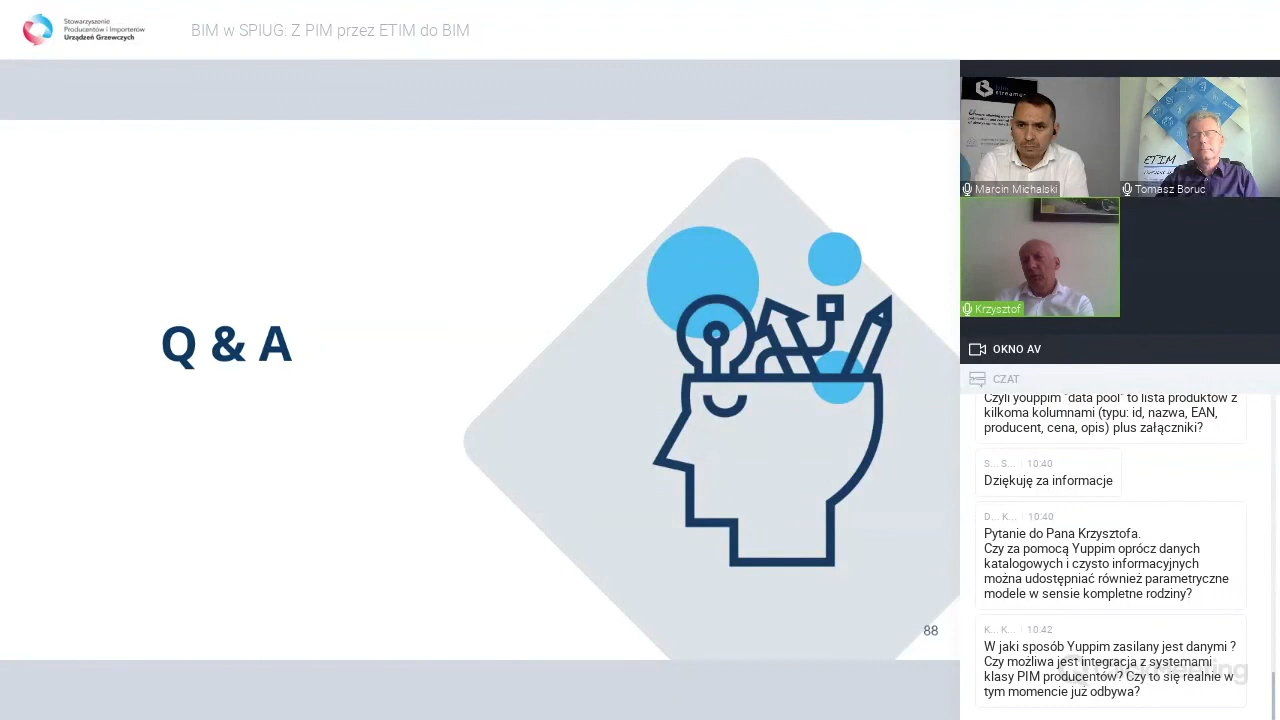 Stowarzyszenie
Producentów i Importerów
Urządzeń Grzewczych
BIM w SPIUG: Z PIM przez ETIM do BIM
Q & A
88
streamer
Marcin Michalski
ETIM
Tomasz Boruc
Krzysztof
OKNO AV
CZAT
Czyli youppim "data pool" to lista produktów z
kilkoma kolumnami (typu: id, nazwa, EAN,
producent, cena, opis) plus załączniki?
S... S... 10:40
Dziękuję za informacje
D... K... 10:40
Pytanie do Pana Krzysztofa.
Czy za pomocą Yuppim oprócz danych
katalogowych i czysto informacyjnych
można udostępniać również parametryczne
modele w sensie kompletne rodziny?
K... K... 10:42
W jaki sposób Yuppim zasilany jest danymi ?
Czy możliwa jest integracja z systemami
klasy PIM producentów? Czy to się realnie w
tym momencie już odbywa?